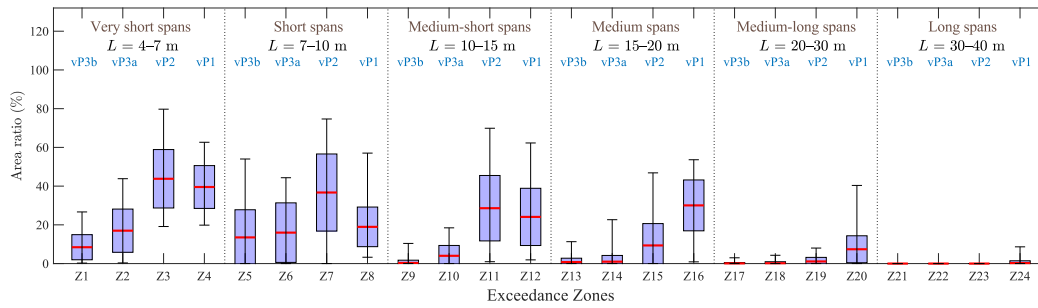 Very short spans
L = 4–7 m
vP3b vP3a vP2 vP1
Short spans
L = 7–10 m
vP3b vP3a vP2 vP1
Medium-short spans
L = 10–15 m
vP3b vP3a vP2 vP1
Medium spans
L = 15–20 m
vP3b vP3a vP2 vP1
Medium-long spans
L = 20–30 m
vP3b vP3a vP2 vP1
Long spans
L = 30–40 m
vP3b vP3a vP2 vP1
Area ratio (%)
120
100
80
60
40
20
0
Z1 Z2 Z3 Z4 Z5 Z6 Z7 Z8 Z9 Z10 Z11 Z12 Z13 Z14 Z15 Z16 Z17 Z18 Z19 Z20 Z21 Z22 Z23 Z24
Exceedance Zones